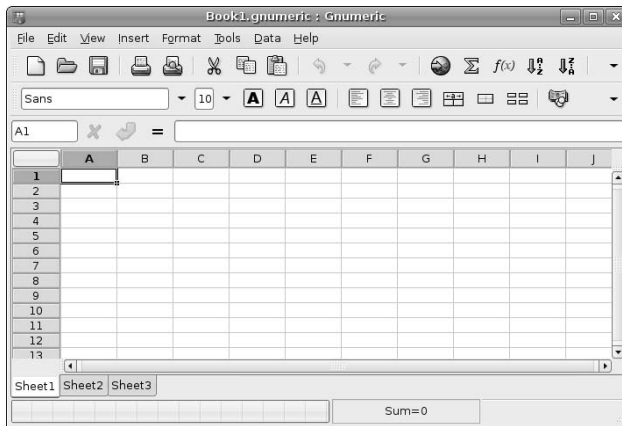 Book1.gnumeric : Gnumeric
File Edit View Insert Format Tools Data Help
Σ f(x)
Sans 10 A A A
A1 =
A B C D E F G H I J
1
2
3
4
5
6
7
8
9
10
11
12
13
Sheet1 Sheet2 Sheet3
Sum=0